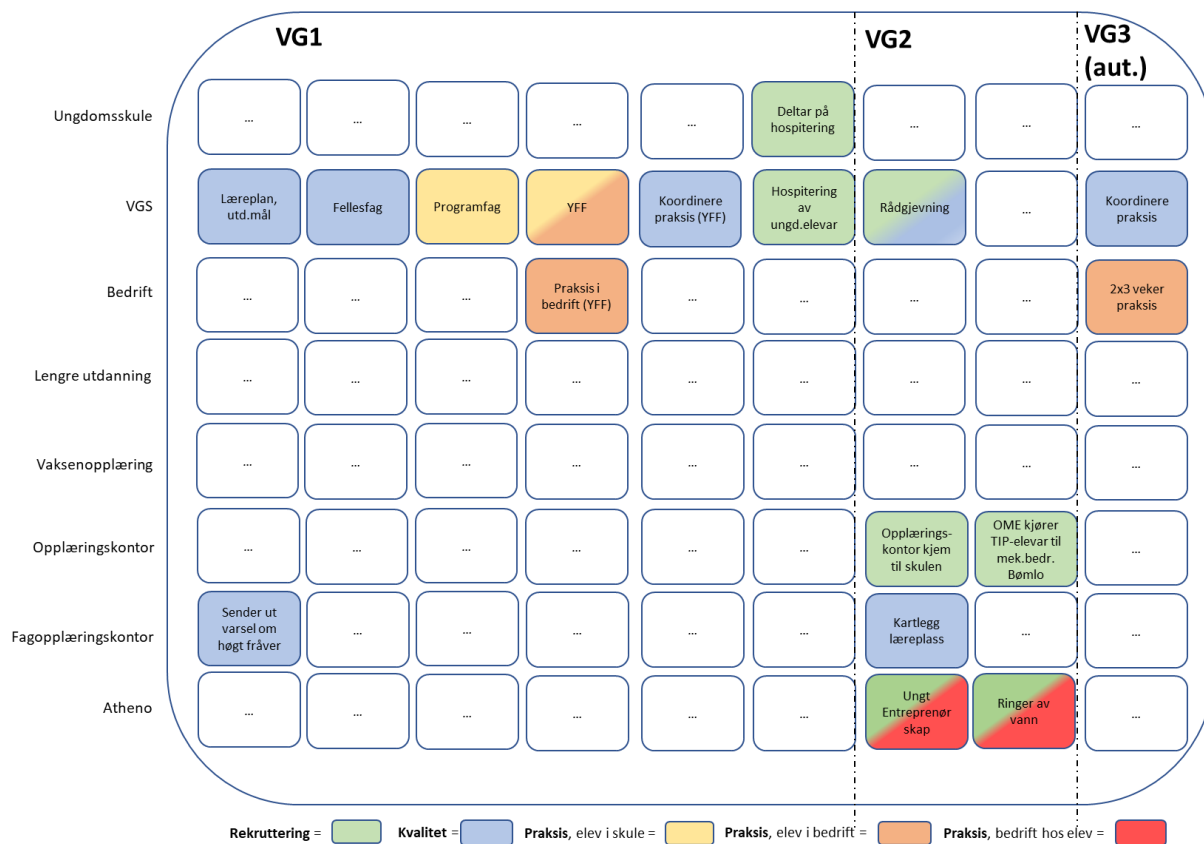 VG1
VG2
VG3
(aut.)
Ungdomsskule
...
...
...
...
...
Deltar på
hospitering
...
...
...
VGS
Læreplan,
utd.mål
Fellesfag
Programfag
YFF
Koordinere
praksis (YFF)
Hospitering
av
ungd.elevar
Rådgjevning
...
Koordinere
praksis
Bedrift
...
...
...
Praksis i
bedrift (YFF)
...
...
...
...
2x3 veker
praksis
Lengre utdanning
...
...
...
...
...
...
...
...
...
Vaksenopplæring
...
...
...
...
...
...
...
...
...
Opplæringskontor
...
...
...
...
...
...
Opplærings-
kontor kjem
til skulen
OME kjører
TIP-elevar til
mek.bedr.
Bømlo
...
Fagopplæringskontor
Sender ut
varsel om
høgt fråver
...
...
...
...
...
Kartlegg
læreplass
...
...
Atheno
...
...
...
...
...
...
Ungt
Entreprenør
skap
Ringer av
vann
...
Rekruttering =
Kvalitet =
Praksis, elev i skule =
Praksis, elev i bedrift =
Praksis, bedrift hos elev =